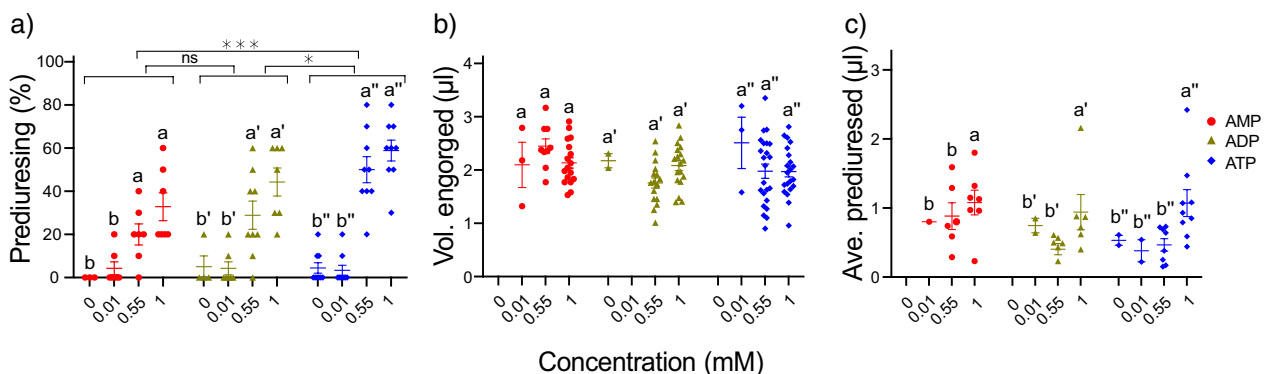 a)
Prediuresing (%)
100
80
60
40
20
0
***
ns
*
b
b
a
a
b'
b'
a'
a'
b"
b"
a"
a"
0
0.01
0.55
1
0
0.01
0.55
1
0
0.01
0.55
1
b)
Vol. engorged (µl)
4
3
2
1
0
a
a
a
a'
a'
a'
a"
a"
a"
0
0.01
0.55
1
0
0.01
0.55
1
0
0.01
0.55
1
c)
Ave. prediuresed (µl)
3
2
1
0
b
b
a
b'
b'
a'
b"
b"
b"
a"
0
0.01
0.55
1
0
0.01
0.55
1
0
0.01
0.55
1
AMP
ADP
ATP
Concentration (mM)